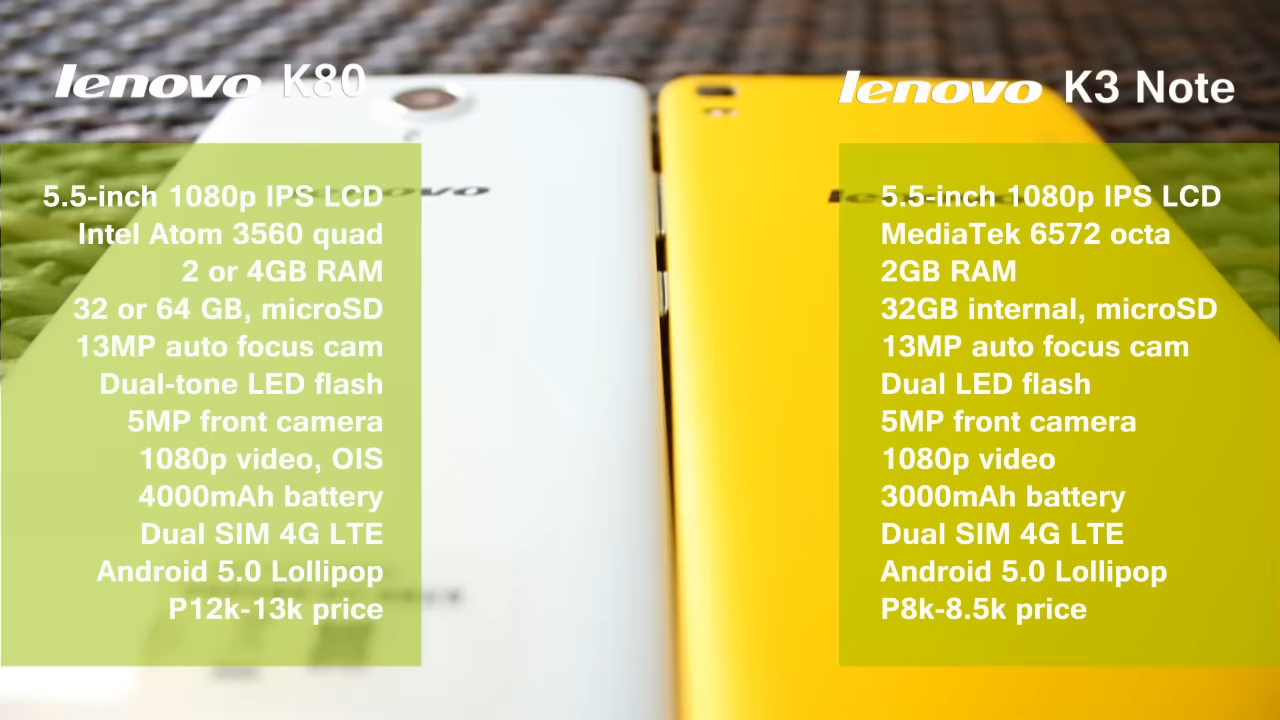 lenovo K80
5.5-inch 1080p IPS LCD
Intel Atom 3560 quad
2 or 4GB RAM
32 or 64 GB, microSD
13MP auto focus cam
Dual-tone LED flash
5MP front camera
1080p video, OIS
4000mAh battery
Dual SIM 4G LTE
Android 5.0 Lollipop
P12k-13k price
lenovo K3 Note
5.5-inch 1080p IPS LCD
MediaTek 6572 octa
2GB RAM
32GB internal, microSD
13MP auto focus cam
Dual LED flash
5MP front camera
1080p video
3000mAh battery
Dual SIM 4G LTE
Android 5.0 Lollipop
P8k-8.5k price